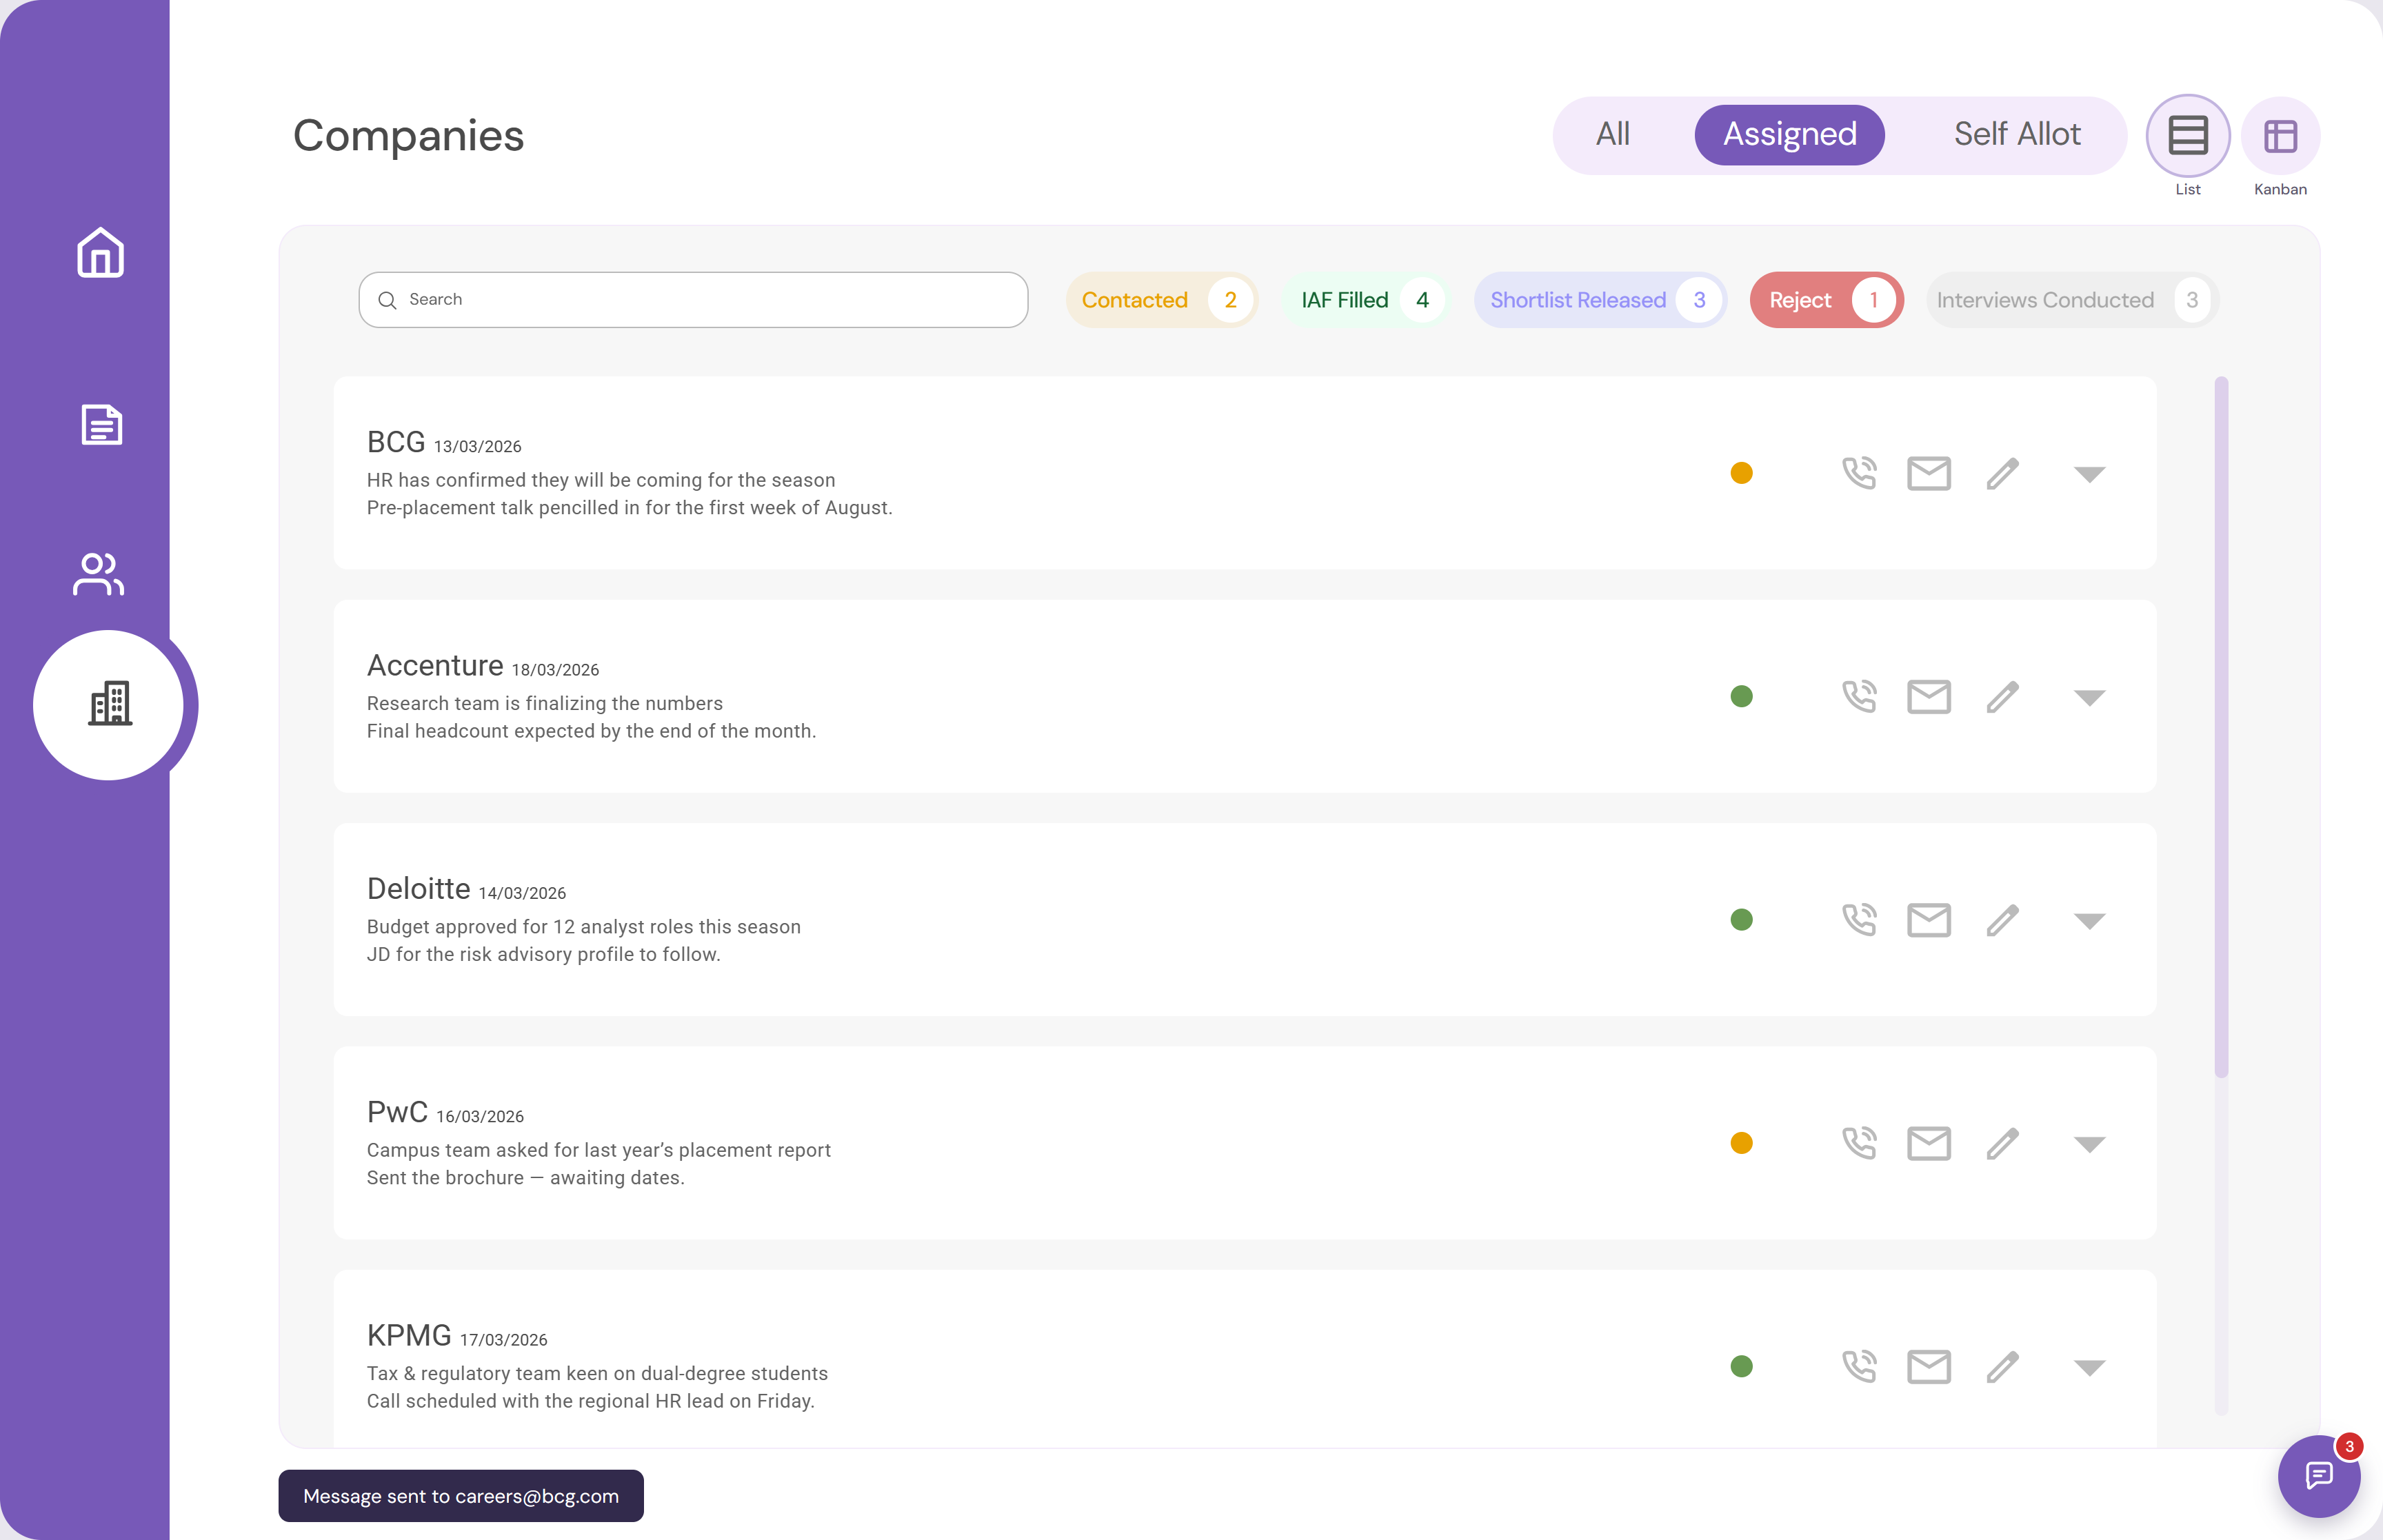 Companies
All
Assigned
Self Allot
List
Kanban
Search
Contacted 2
IAF Filled 4
Shortlist Released 3
Reject 1
Interviews Conducted 3
BCG 13/03/2026
HR has confirmed they will be coming for the season
Pre-placement talk pencilled in for the first week of August.
Accenture 18/03/2026
Research team is finalizing the numbers
Final headcount expected by the end of the month.
Deloitte 14/03/2026
Budget approved for 12 analyst roles this season
JD for the risk advisory profile to follow.
PwC 16/03/2026
Campus team asked for last year’s placement report
Sent the brochure — awaiting dates.
KPMG 17/03/2026
Tax & regulatory team keen on dual-degree students
Call scheduled with the regional HR lead on Friday.
3
Message sent to careers@bcg.com